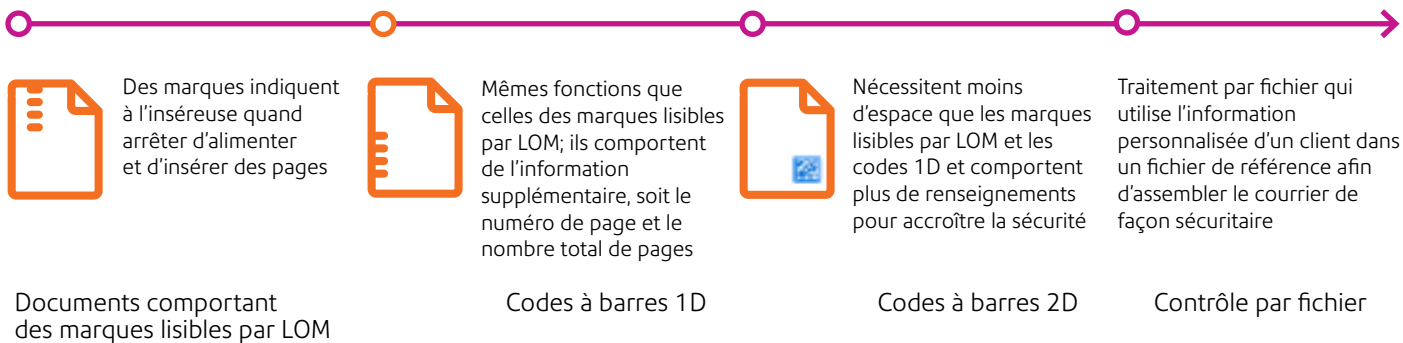 Des marques indiquent
à l'inséreuse quand
arrêter d'alimenter
et d'insérer des pages
Mêmes fonctions que
celles des marques lisibles
par LOM; ils comportent
de l'information
supplémentaire, soit le
numéro de page et le
nombre total de pages
Nécessitent moins
d'espace que les marques
lisibles par LOM et les
codes 1D et comportent
plus de renseignements
pour accroître la sécurité
Traitement par fichier qui
utilise l'information
personnalisée d'un client dans
un fichier de référence afin
d'assembler le courrier de
façon sécuritaire
Documents comportant
des marques lisibles par LOM
Codes à barres 1D
Codes à barres 2D
Contrôle par fichier